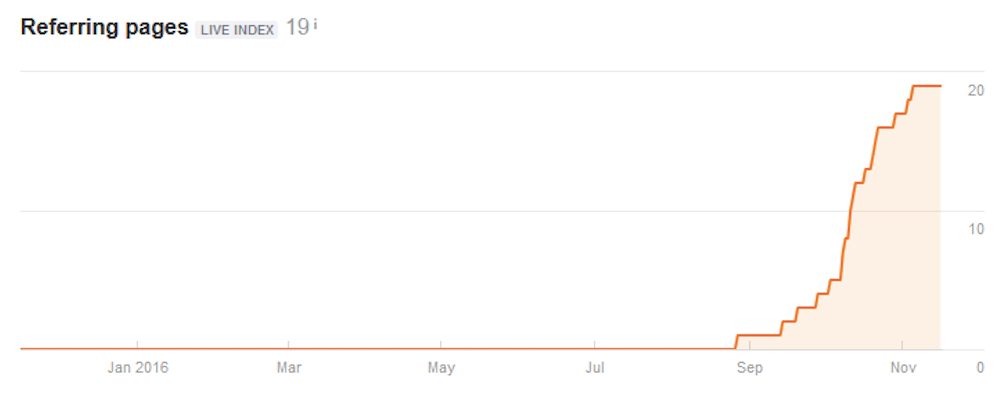 Referring pages LIVE INDEX 19 i
20
10
Jan 2016 Mar May Jul Sep Nov 0